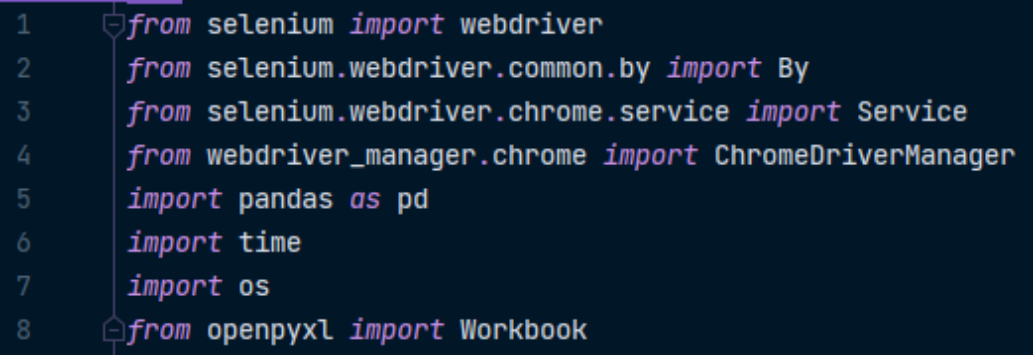 1 from selenium import webdriver
2 from selenium.webdriver.common.by import By
3 from selenium.webdriver.chrome.service import Service
4 from webdriver_manager.chrome import ChromeDriverManager
5 import pandas as pd
6 import time
7 import os
8 from openpyxl import Workbook